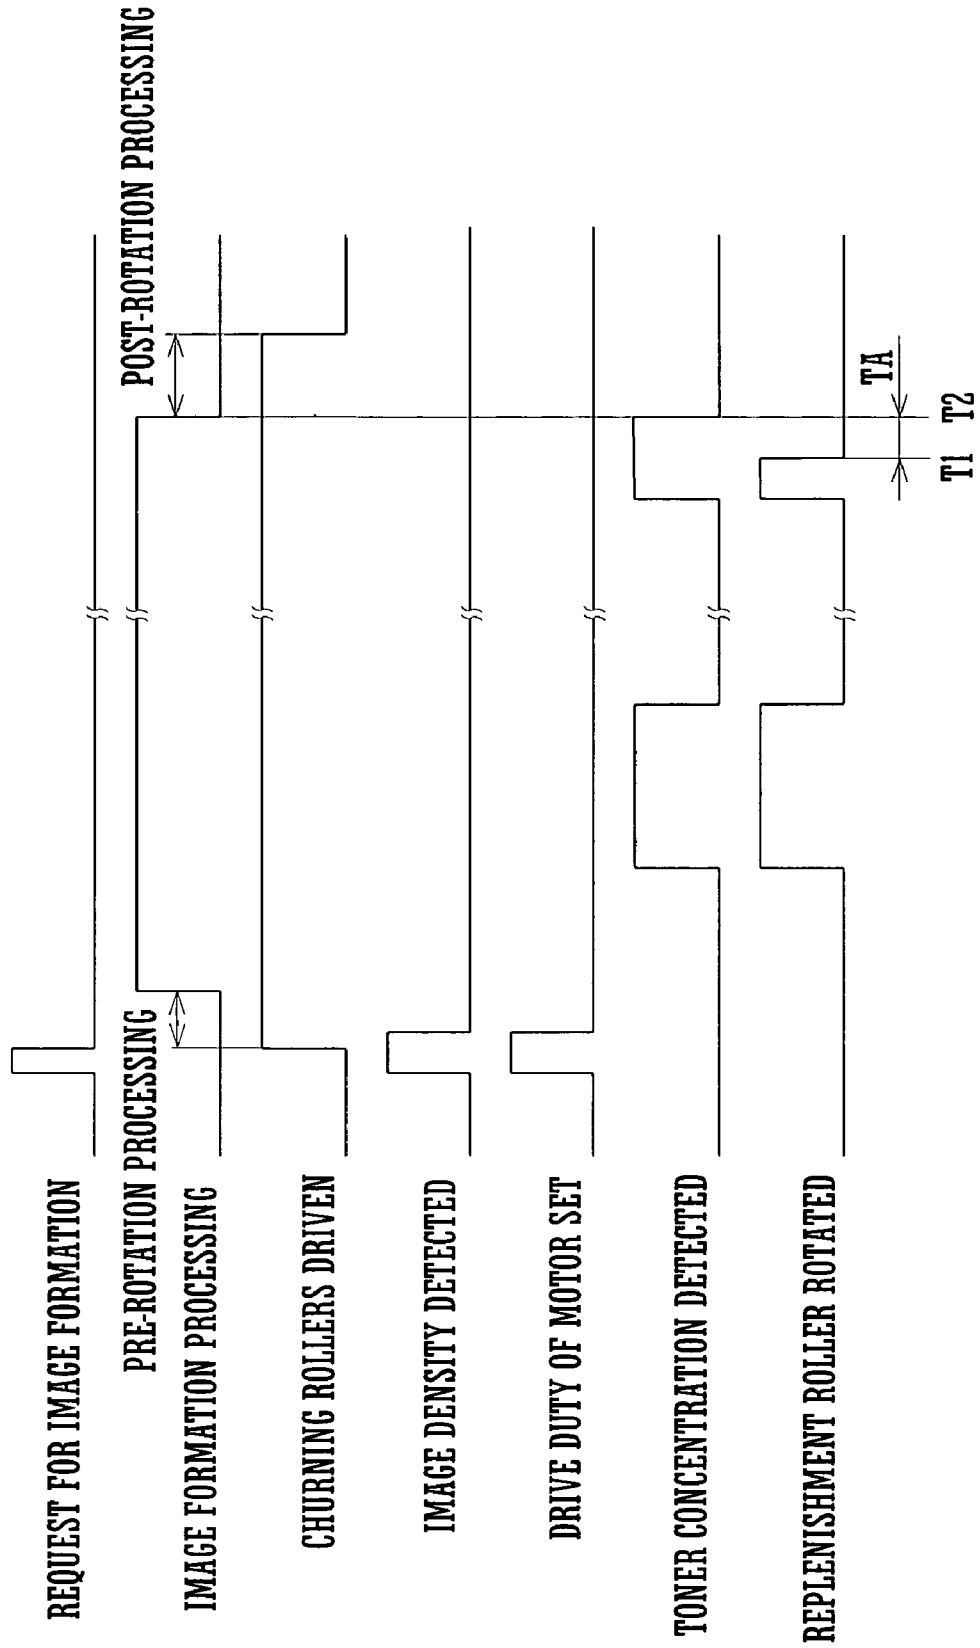 REQUEST FOR IMAGE FORMATION
PRE-ROTATION PROCESSING
POST-ROTATION PROCESSING
IMAGE FORMATION PROCESSING
CHURNING ROLLERS DRIVEN
IMAGE DENSITY DETECTED
DRIVE DUTY OF MOTOR SET
TONER CONCENTRATION DETECTED
REPLENISHMENT ROLLER ROTATED
TA
T1 T2